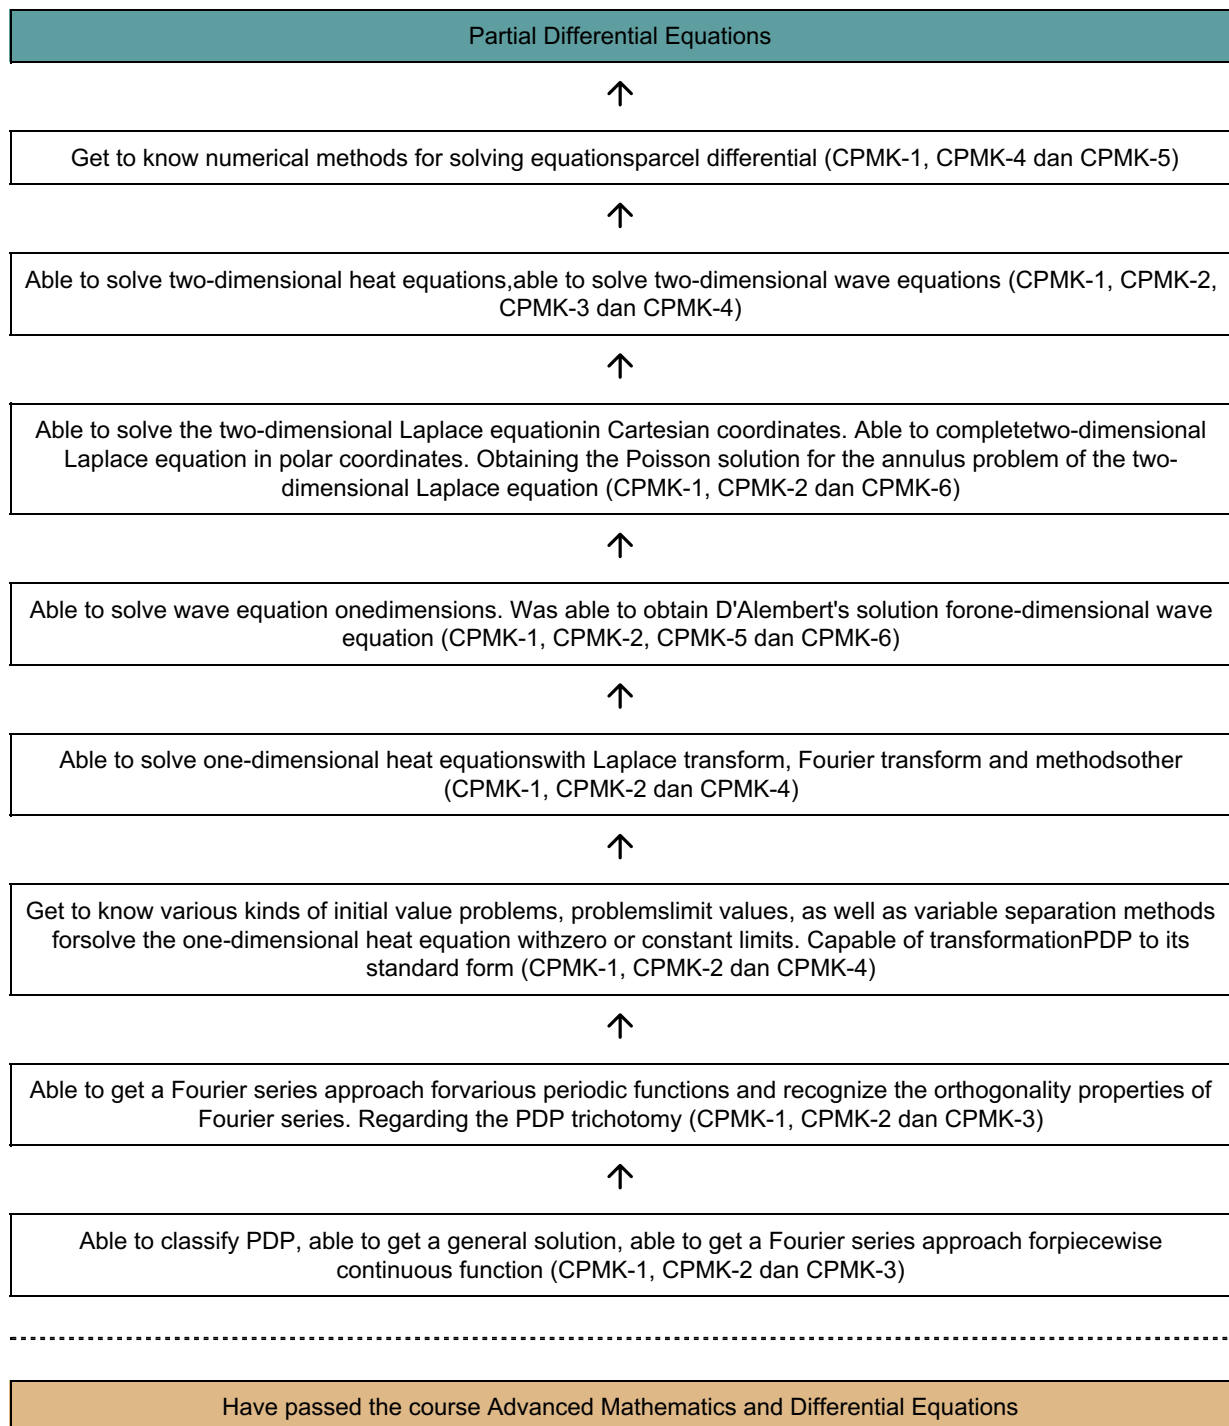 Partial Differential Equations
Get to know numerical methods for solving equationsparcel differential (CPMK-1, CPMK-4 dan CPMK-5)
Able to solve two-dimensional heat equations,able to solve two-dimensional wave equations (CPMK-1, CPMK-2,
CPMK-3 dan CPMK-4)
Able to solve the two-dimensional Laplace equationin Cartesian coordinates. Able to completetwo-dimensional
Laplace equation in polar coordinates. Obtaining the Poisson solution for the annulus problem of the two-
dimensional Laplace equation (CPMK-1, CPMK-2 dan CPMK-6)
Able to solve wave equation onedimensions. Was able to obtain D'Alembert's solution forone-dimensional wave
equation (CPMK-1, CPMK-2, CPMK-5 dan CPMK-6)
Able to solve one-dimensional heat equationswith Laplace transform, Fourier transform and methodsother
(CPMK-1, CPMK-2 dan CPMK-4)
Get to know various kinds of initial value problems, problemslimit values, as well as variable separation methods
forsolve the one-dimensional heat equation withzero or constant limits. Capable of transformationPDP to its
standard form (CPMK-1, CPMK-2 dan CPMK-4)
Able to get a Fourier series approach forvarious periodic functions and recognize the orthogonality properties of
Fourier series. Regarding the PDP trichotomy (CPMK-1, CPMK-2 dan CPMK-3)
Able to classify PDP, able to get a general solution, able to get a Fourier series approach forpiecewise
continuous function (CPMK-1, CPMK-2 dan CPMK-3)
Have passed the course Advanced Mathematics and Differential Equations